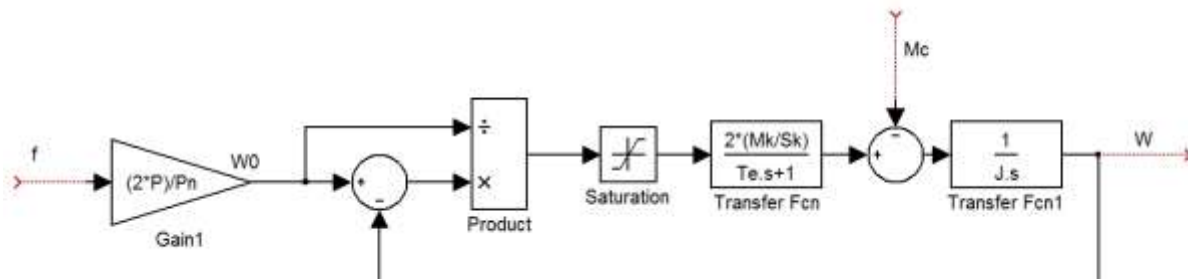 Mc
f
W0
(2*P)/Pn
Gain1
+
-
÷
×
Product
Saturation
2*(Mk/Sk)
Te.s+1
Transfer Fcn
-
+
1
J.s
Transfer Fcn1
W